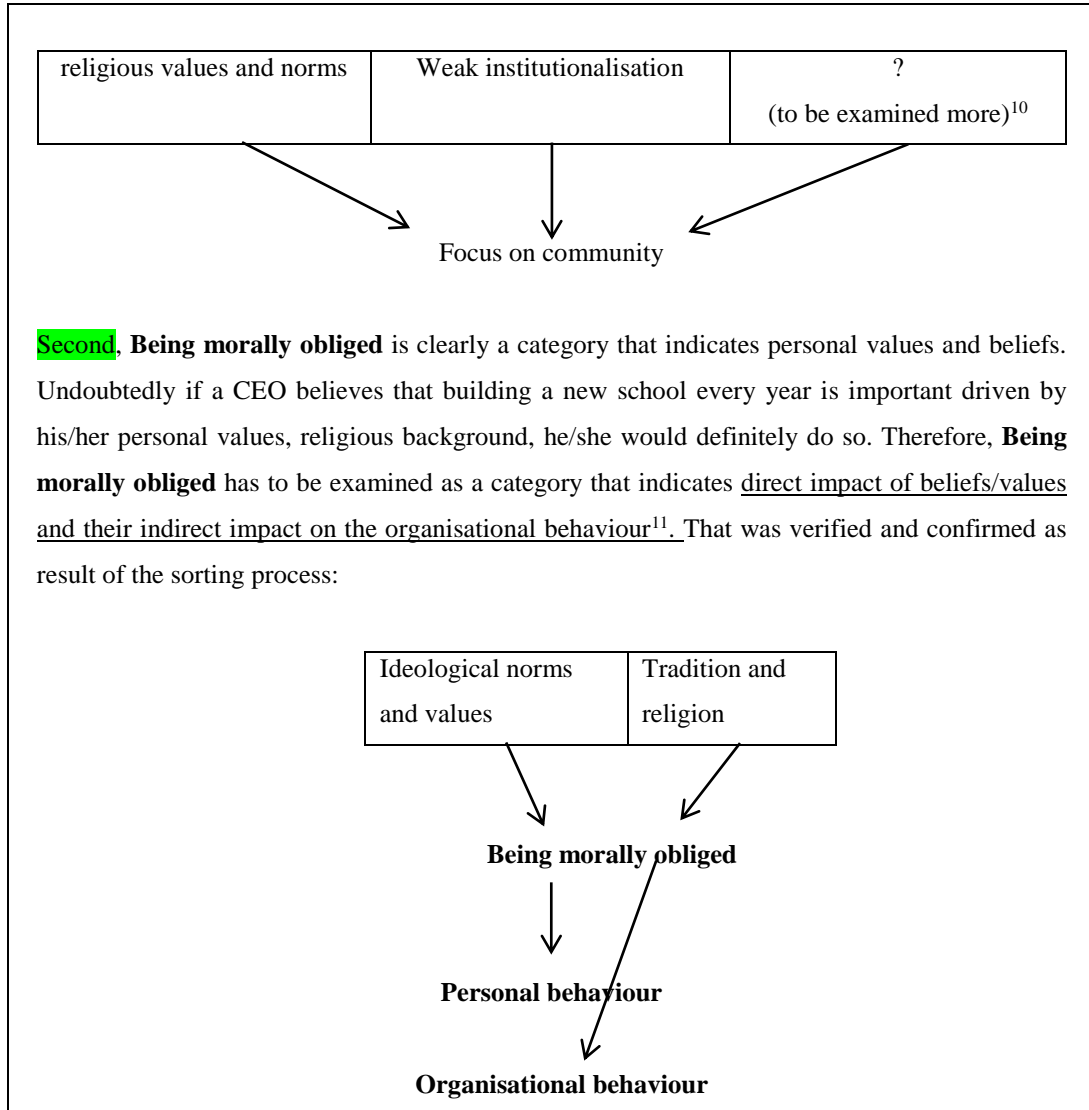 religious values and norms
Weak institutionalisation
?
(to be examined more)10
Focus on community
Second, Being morally obliged is clearly a category that indicates personal values and beliefs.
Undoubtedly if a CEO believes that building a new school every year is important driven by
his/her personal values, religious background, he/she would definitely do so. Therefore, Being
morally obliged has to be examined as a category that indicates direct impact of beliefs/values
and their indirect impact on the organisational behaviour11. That was verified and confirmed as
result of the sorting process:
Ideological norms
and values
Tradition and
religion
Being morally obliged
Personal behaviour
Organisational behaviour